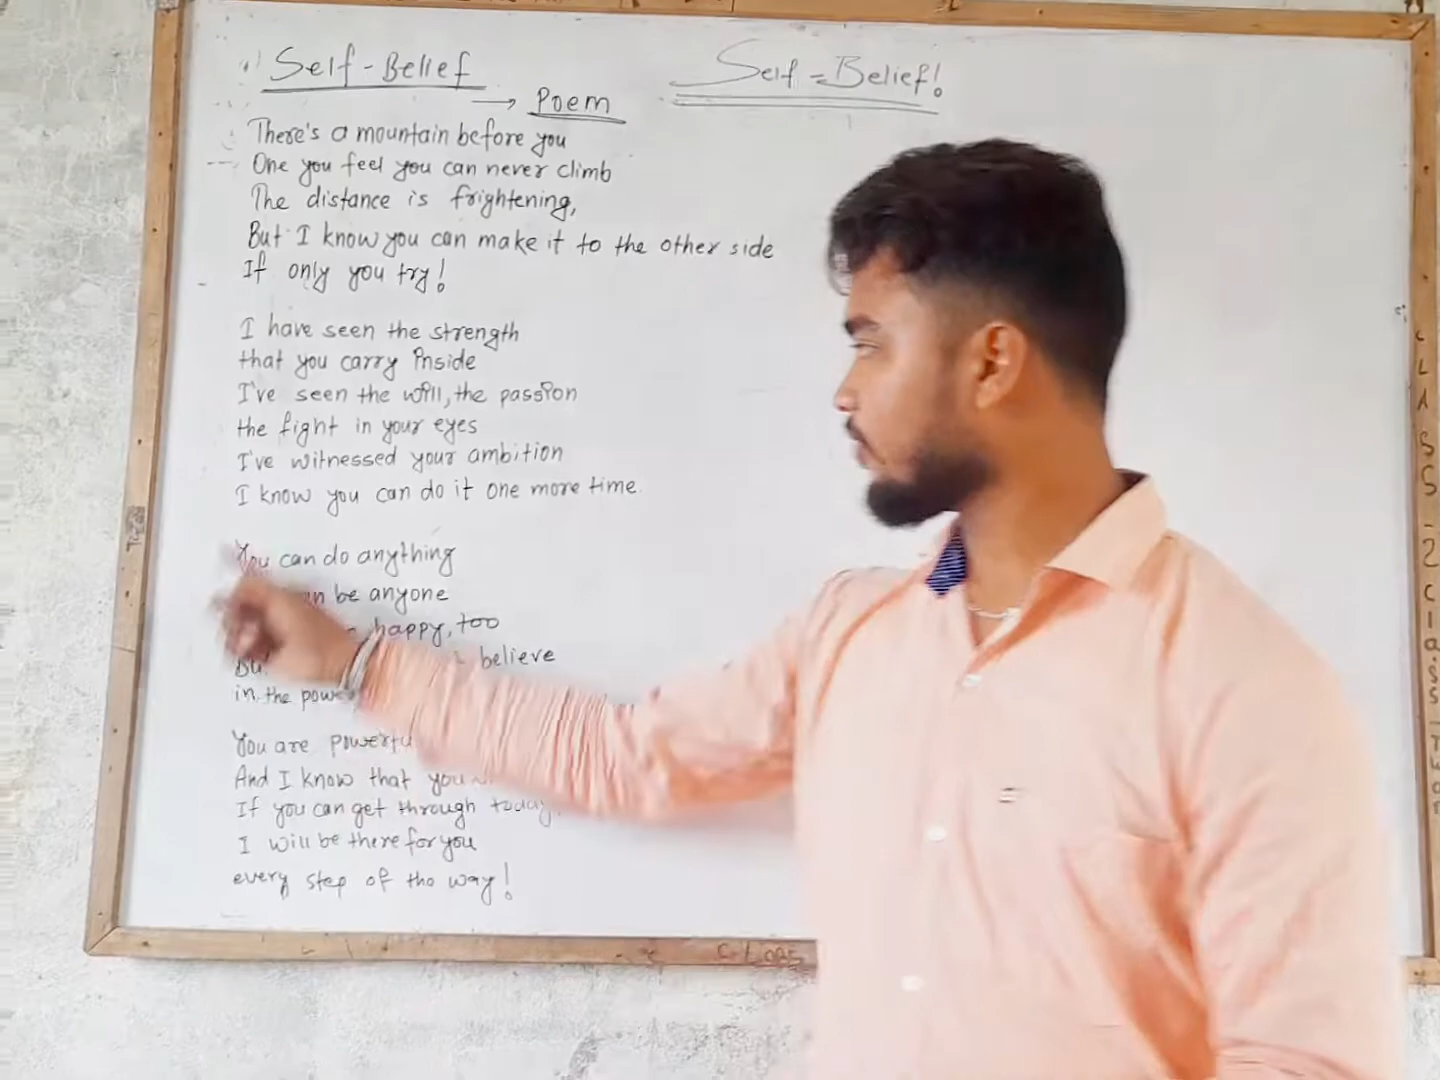 Self-Belief
→ Poem
There's a mountain before you
One you feel you can never climb
The distance is frightening,
But I know you can make it to the other side
If only you try!
I have seen the strength
that you carry inside
I've seen the will, the passion
the fight in your eyes
I've witnessed your ambition
I know you can do it one more time.
You can do anything
be anyone
happy, too
believe
in the
You are
And I know that you
If you can get through today,
I will be there for you
every step of the way!
Self=Belief!
CLASS-2